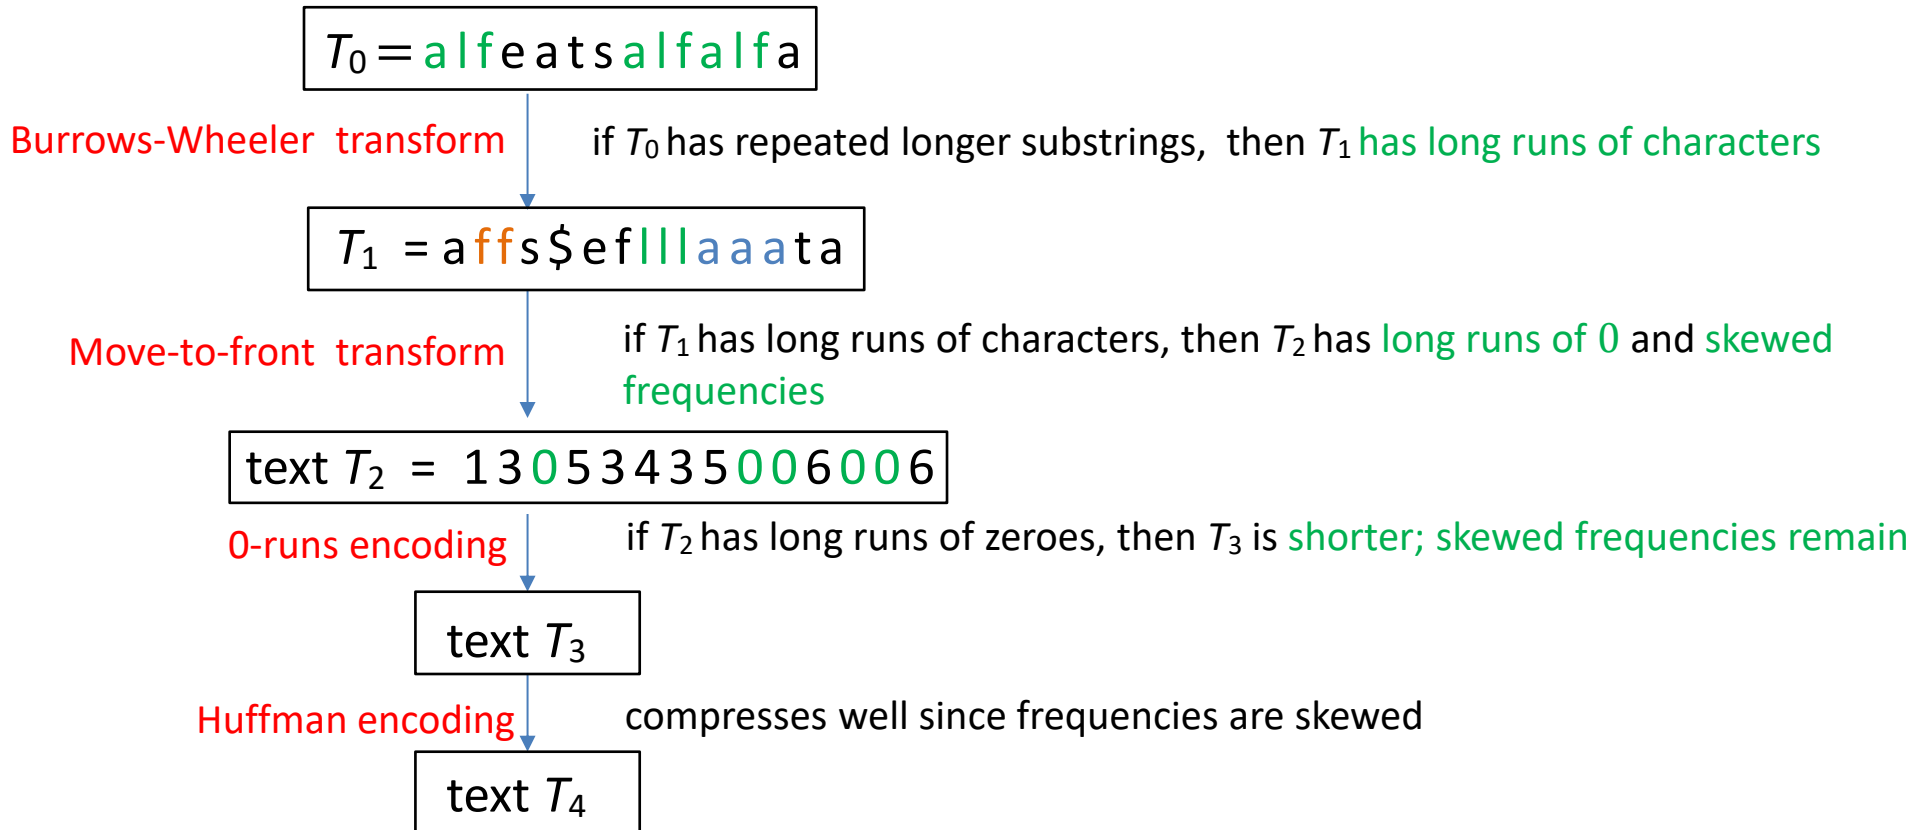 T₀ = alfeatsalfalfa
Burrows-Wheeler transform
if T₀ has repeated longer substrings, then T₁ has long runs of characters
T₁ = affs$eflllaaata
Move-to-front transform
if T₁ has long runs of characters, then T₂ has long runs of 0 and skewed
frequencies
text T₂ = 13053435006006
0-runs encoding
if T₂ has long runs of zeroes, then T₃ is shorter; skewed frequencies remain
text T₃
Huffman encoding
compresses well since frequencies are skewed
text T₄